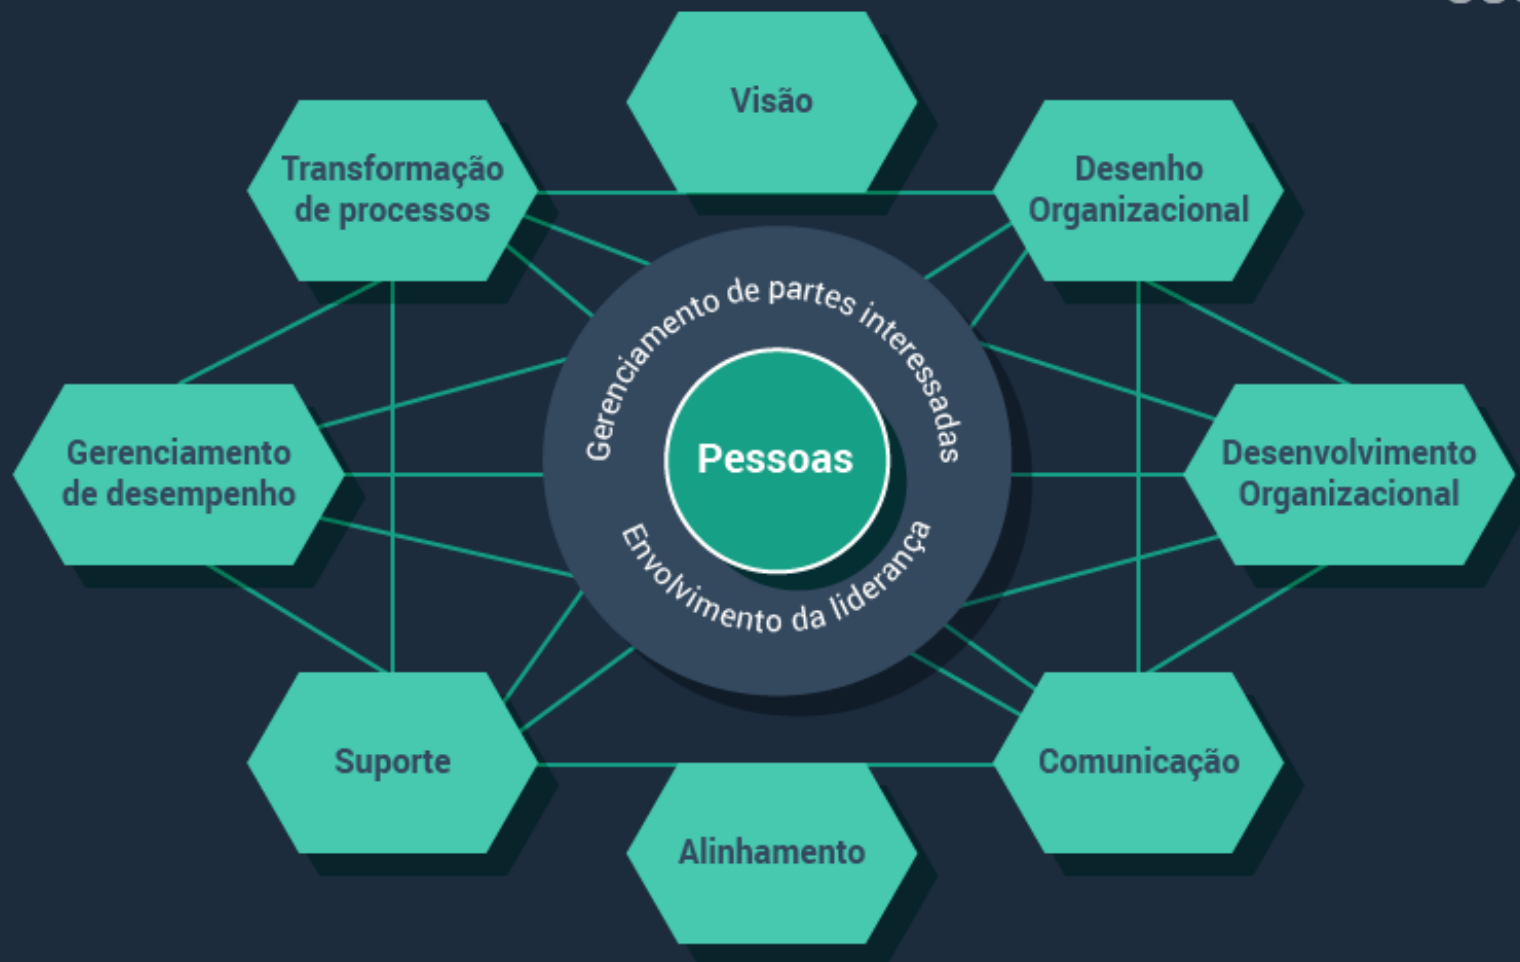 Visão
Transformação
de processos
Desenho
Organizacional
Gerenciamento de partes interessadas
Pessoas
Envolvimento da liderança
Gerenciamento
de desempenho
Desenvolvimento
Organizacional
Suporte
Comunicação
Alinhamento